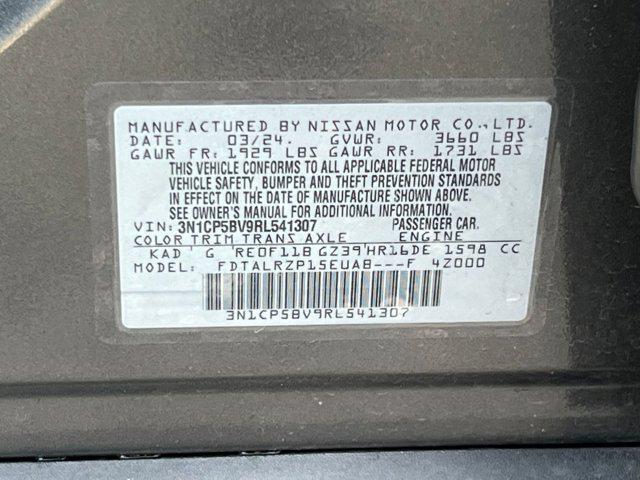 MANUFACTURED BY NISSAN MOTOR CO.,LTD.
DATE: 03/24. GVWR: 3660 LBS
GAWR FR: 1929 LBS GAWR RR: 1731 LBS
THIS VEHICLE CONFORMS TO ALL APPLICABLE FEDERAL MOTOR
VEHICLE SAFETY, BUMPER AND THEFT PREVENTION STANDARDS
IN EFFECT ON THE DATE OF MANUFACTURE SHOWN ABOVE.
SEE OWNER'S MANUAL FOR ADDITIONAL INFORMATION.
VIN: 3N1CP5BV9RL541307 PASSENGER CAR.
COLOR TRIM TRANS AXLE ENGINE
KAD G RE0F11B GZ39 HR16DE 1598 CC
MODEL: FDTALRZP15EUAB---F 4Z000
3N1CP5BV9RL541307